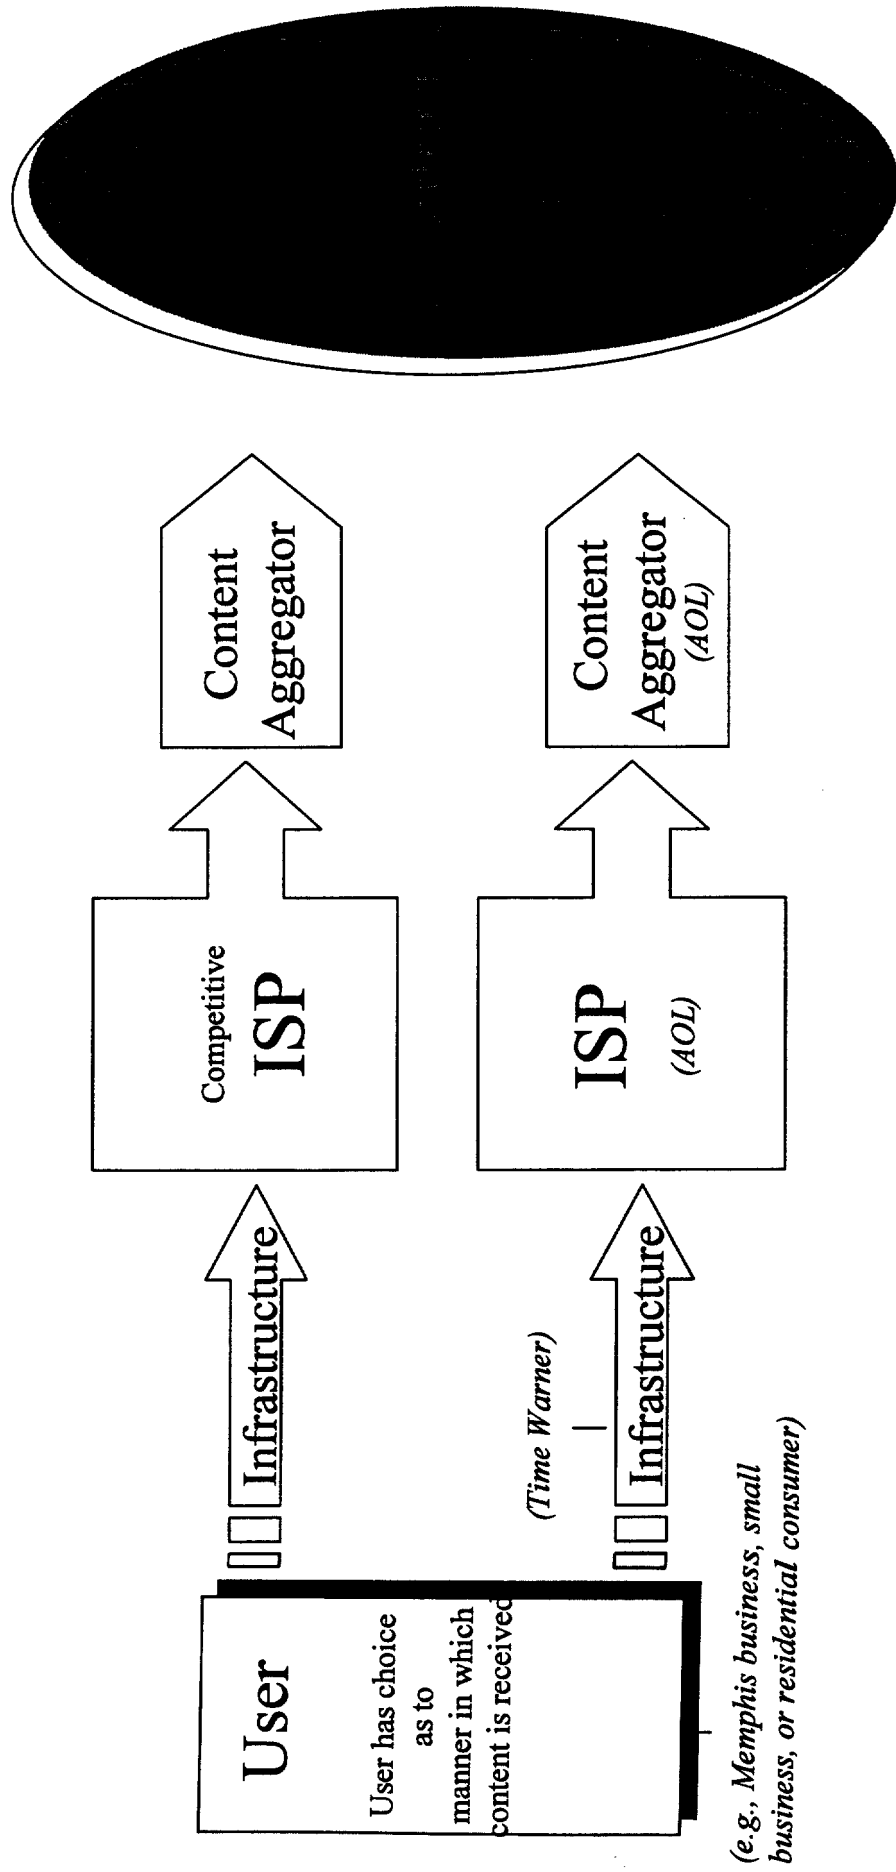 User
User has choice
as to
manner in which
content is received
(e.g., Memphis business, small
business, or residential consumer)
Infrastructure
Competitive
ISP
Content
Aggregator
(Time Warner)
Infrastructure
ISP
(AOL)
Content
Aggregator
(AOL)